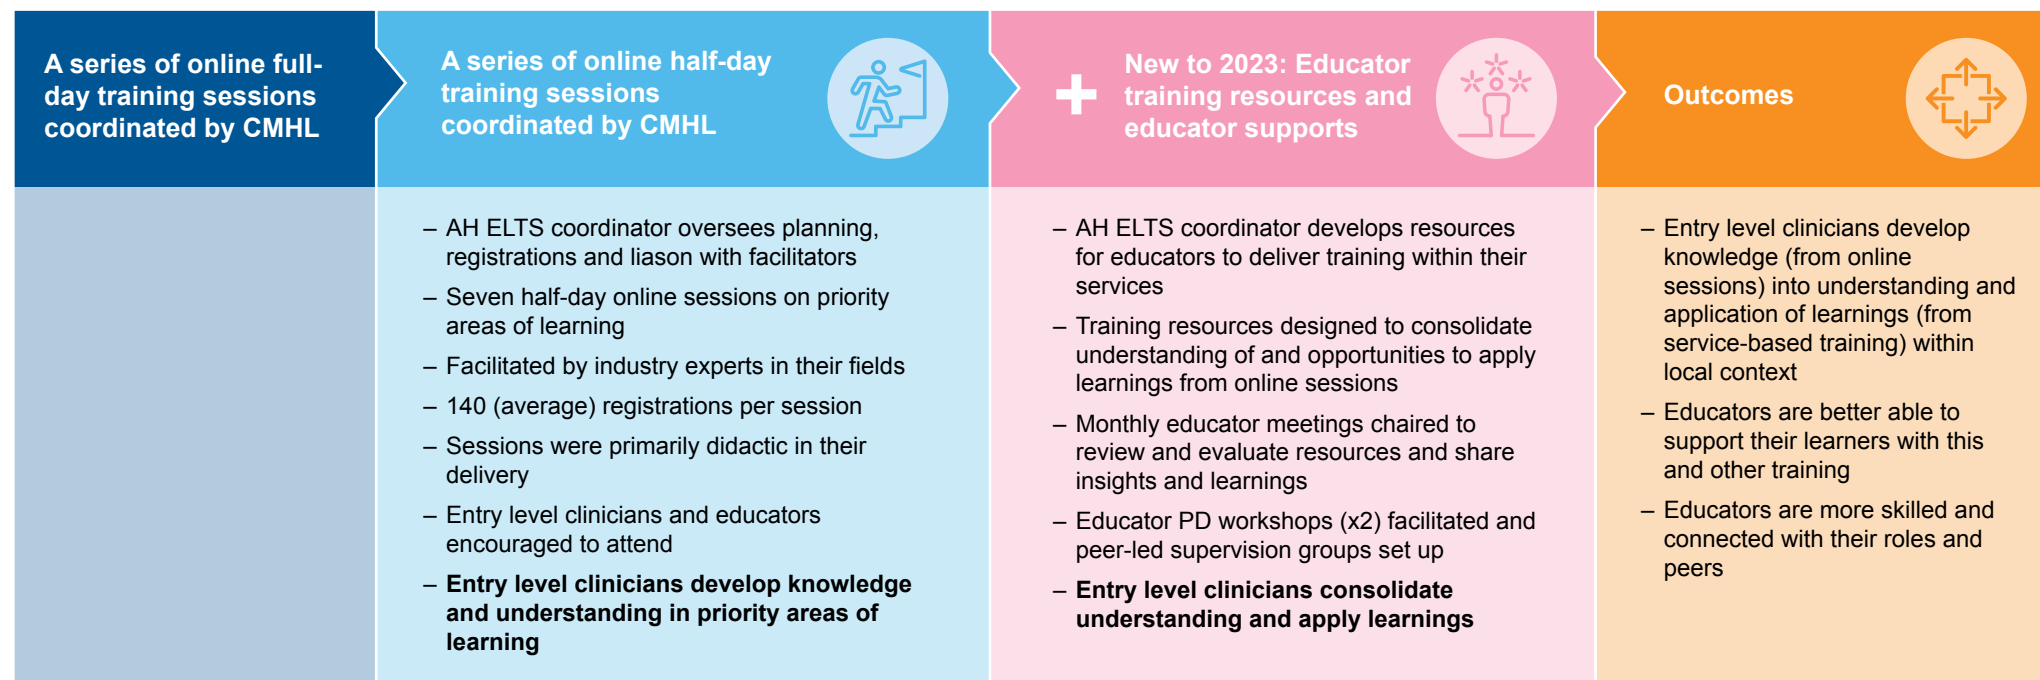 A series of online full-
day training sessions
coordinated by CMHL
A series of online half-day
training sessions
coordinated by CMHL
+
New to 2023: Educator
training resources and
educator supports
Outcomes
– AH ELTS coordinator oversees planning,
registrations and liason with facilitators
– Seven half-day online sessions on priority
areas of learning
– Facilitated by industry experts in their fields
– 140 (average) registrations per session
– Sessions were primarily didactic in their
delivery
– Entry level clinicians and educators
encouraged to attend
– Entry level clinicians develop knowledge
and understanding in priority areas of
learning
– AH ELTS coordinator develops resources
for educators to deliver training within their
services
– Training resources designed to consolidate
understanding of and opportunities to apply
learnings from online sessions
– Monthly educator meetings chaired to
review and evaluate resources and share
insights and learnings
– Educator PD workshops (x2) facilitated and
peer-led supervision groups set up
– Entry level clinicians consolidate
understanding and apply learnings
– Entry level clinicians develop
knowledge (from online
sessions) into understanding and
application of learnings (from
service-based training) within
local context
– Educators are better able to
support their learners with this
and other training
– Educators are more skilled and
connected with their roles and
peers